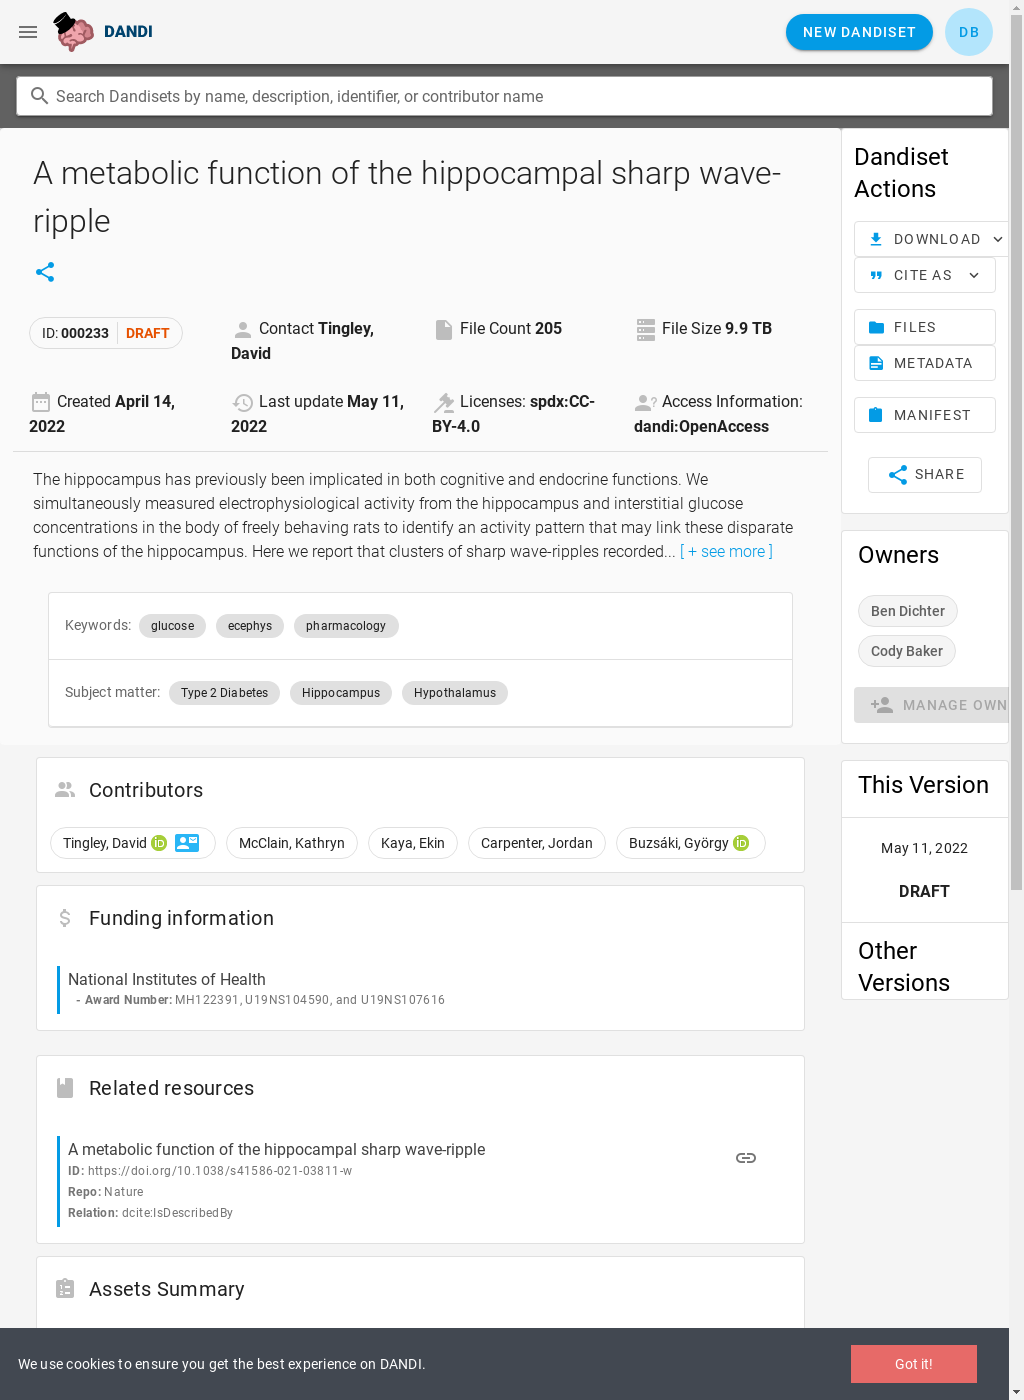 DANDI
NEW DANDISET
DB
Search Dandisets by name, description, identifier, or contributor name
A metabolic function of the hippocampal sharp wave-
ripple
ID: 000233 DRAFT
Contact Tingley,
David
File Count 205
File Size 9.9 TB
Created April 14,
2022
Last update May 11,
2022
Licenses: spdx:CC-
BY-4.0
Access Information:
dandi:OpenAccess
The hippocampus has previously been implicated in both cognitive and endocrine functions. We
simultaneously measured electrophysiological activity from the hippocampus and interstitial glucose
concentrations in the body of freely behaving rats to identify an activity pattern that may link these disparate
functions of the hippocampus. Here we report that clusters of sharp wave-ripples recorded... [ + see more ]
Keywords: glucose ecephys pharmacology
Subject matter: Type 2 Diabetes Hippocampus Hypothalamus
Contributors
Tingley, David iD McClain, Kathryn Kaya, Ekin Carpenter, Jordan Buzsáki, György iD
Funding information
National Institutes of Health
- Award Number: MH122391, U19NS104590, and U19NS107616
Related resources
A metabolic function of the hippocampal sharp wave-ripple
ID: https://doi.org/10.1038/s41586-021-03811-w
Repo: Nature
Relation: dcite:IsDescribedBy
Assets Summary
Dandiset
Actions
DOWNLOAD
CITE AS
FILES
METADATA
MANIFEST
SHARE
Owners
Ben Dichter
Cody Baker
MANAGE OWN
This Version
May 11, 2022
DRAFT
Other
Versions
We use cookies to ensure you get the best experience on DANDI.
Got it!